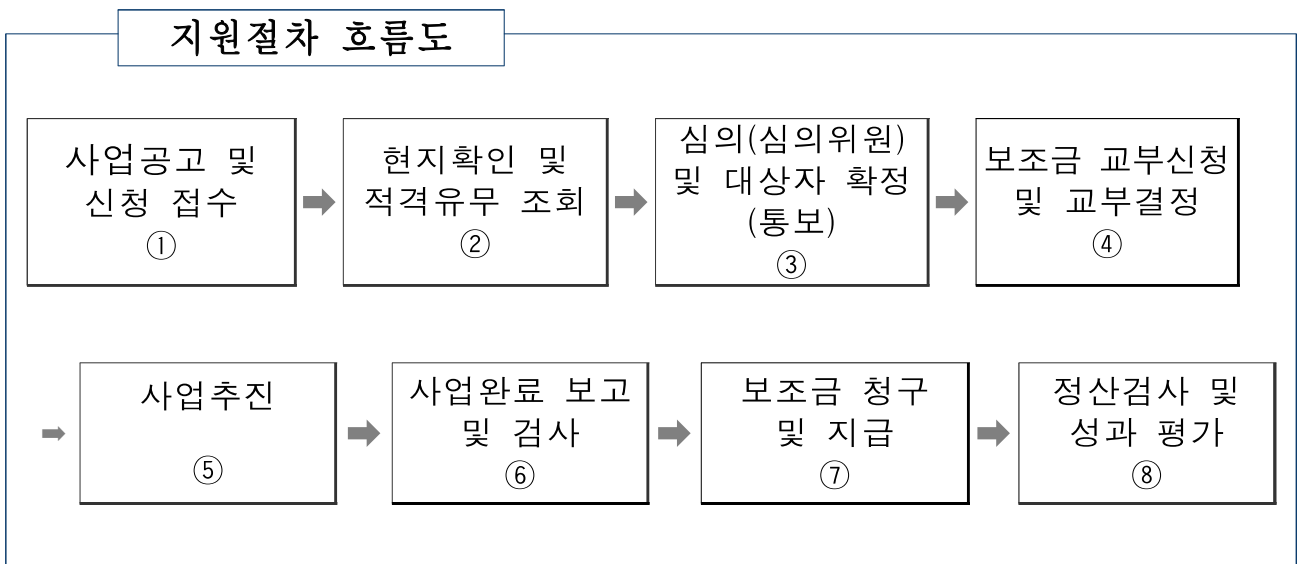 지원절차 흐름도
사업공고 및
신청 접수
①
현지확인 및
적격유무 조회
②
심의(심의위원)
및 대상자 확정
(통보)
③
보조금 교부신청
및 교부결정
④
사업추진
⑤
사업완료 보고
및 검사
⑥
보조금 청구
및 지급
⑦
정산검사 및
성과 평가
⑧